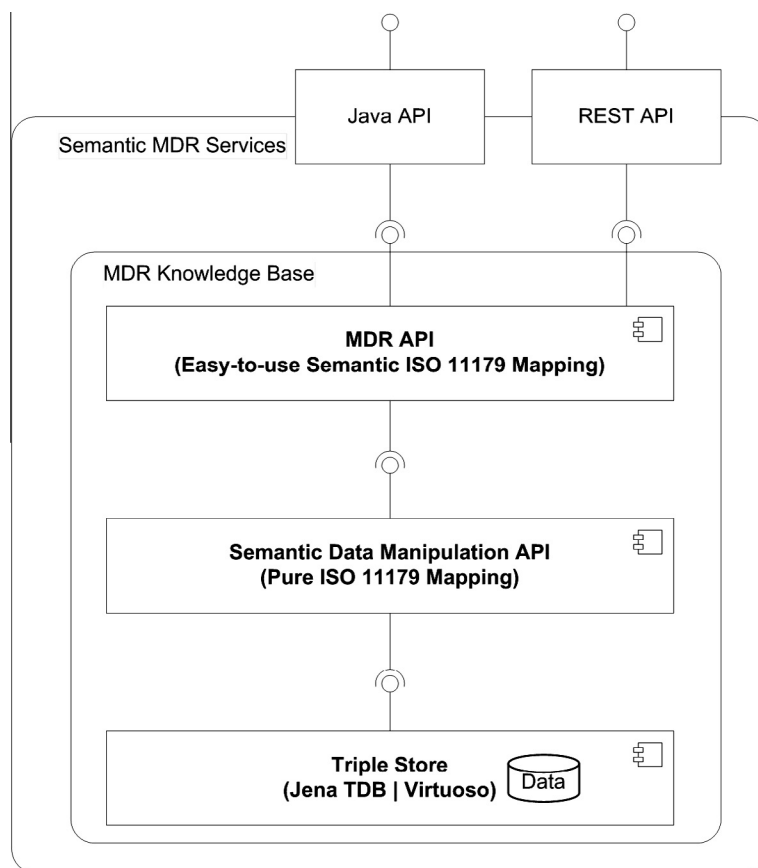 Java API
REST API
Semantic MDR Services
MDR Knowledge Base
MDR API
(Easy-to-use Semantic ISO 11179 Mapping)
Semantic Data Manipulation API
(Pure ISO 11179 Mapping)
Triple Store
(Jena TDB | Virtuoso)
Data